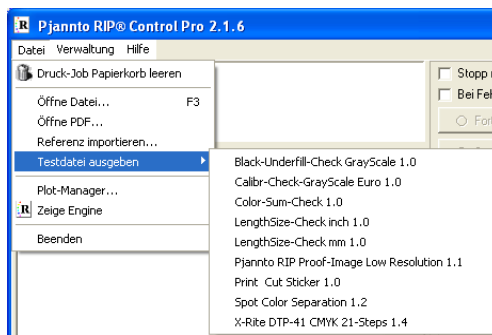 Pjannto RIP® Control Pro 2.1.6
Datei Verwaltung Hilfe
Druck-Job Papierkorb leeren
Öffne Datei... F3
Öffne PDF...
Referenz importieren...
Testdatei ausgeben
Plot-Manager...
Zeige Engine
Beenden
Stopp
Bei Feh
Black-Underfill-Check GrayScale 1.0
Calibr-Check-GrayScale Euro 1.0
Color-Sum-Check 1.0
LengthSize-Check inch 1.0
LengthSize-Check mm 1.0
Pjannto RIP Proof-Image Low Resolution 1.1
Print Cut Sticker 1.0
Spot Color Separation 1.2
X-Rite DTP-41 CMYK 21-Steps 1.4